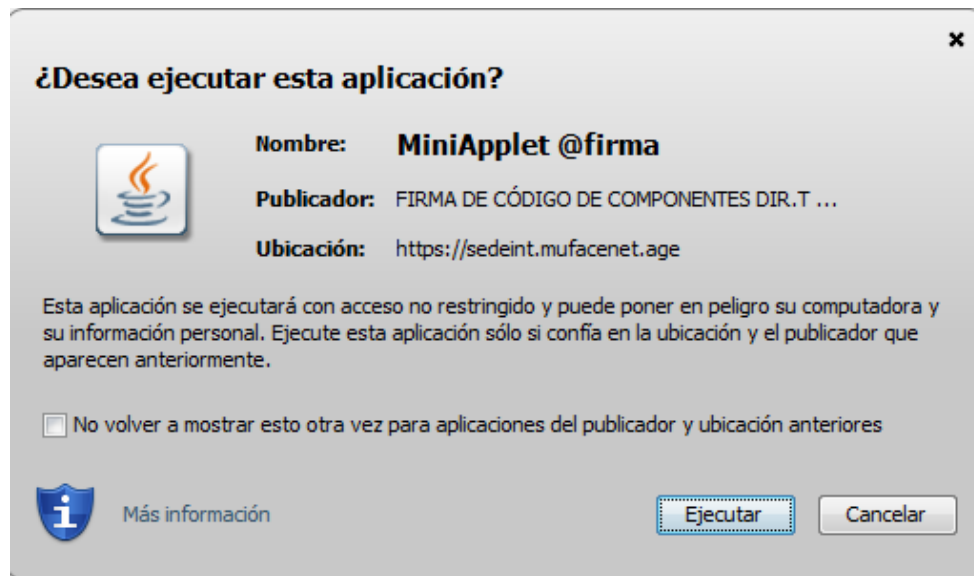 ¿Desea ejecutar esta aplicación?
Nombre: MiniApplet @firma
Publicador: FIRMA DE CÓDIGO DE COMPONENTES DIR.T ...
Ubicación: https://sedeint.mufacenet.age
Esta aplicación se ejecutará con acceso no restringido y puede poner en peligro su computadora y
su información personal. Ejecute esta aplicación sólo si confía en la ubicación y el publicador que
aparecen anteriormente.
No volver a mostrar esto otra vez para aplicaciones del publicador y ubicación anteriores
Más información
Ejecutar
Cancelar